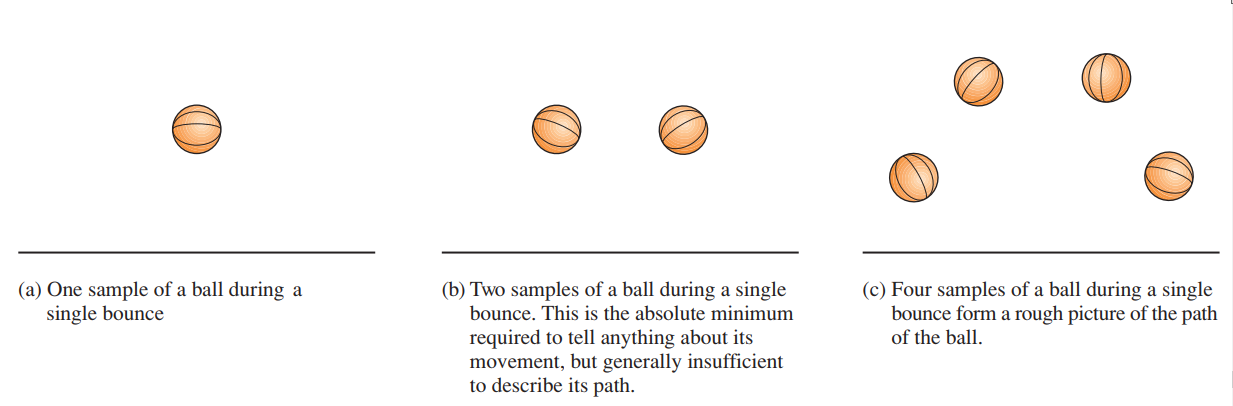 (a) One sample of a ball during a
single bounce
(b) Two samples of a ball during a single
bounce. This is the absolute minimum
required to tell anything about its
movement, but generally insufficient
to describe its path.
(c) Four samples of a ball during a single
bounce form a rough picture of the path
of the ball.